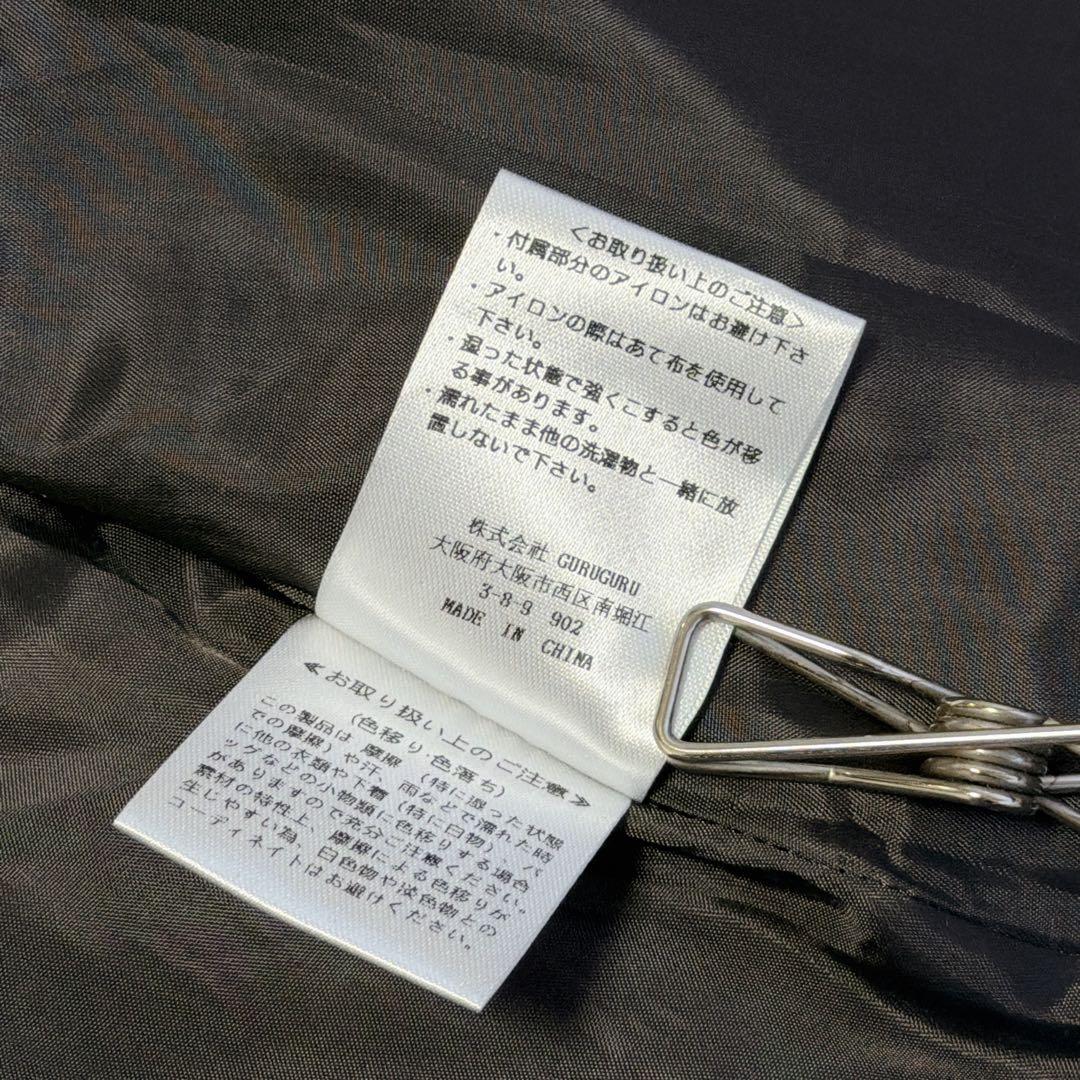 ＜お取り扱い上のご注意＞
・付属部分のアイロンはお避け下さ
い。
・アイロンの際はあて布を使用して
下さい。
・湿った状態で強くこすると色が移
る事があります。
・濡れたまま他の洗濯物と一緒に放
置しないで下さい。
株式会社 GURUGURU
大阪府大阪市西区南堀江
3-8-9 902
MADE IN CHINA
≪お取り扱い上のご注意≫
（色移り・色落ち）
この製品は、摩擦（特に湿った状態
での摩擦）や汗、雨などで濡れた時
に他の衣類や下着（特に白物）、バ
ッグなどの小物類に色移りする場合
がありますので充分ご注意ください。
素材の特性上、摩擦による色移りが
生じやすい為、白色物や淡色物との
コーディネイトはお避けください。